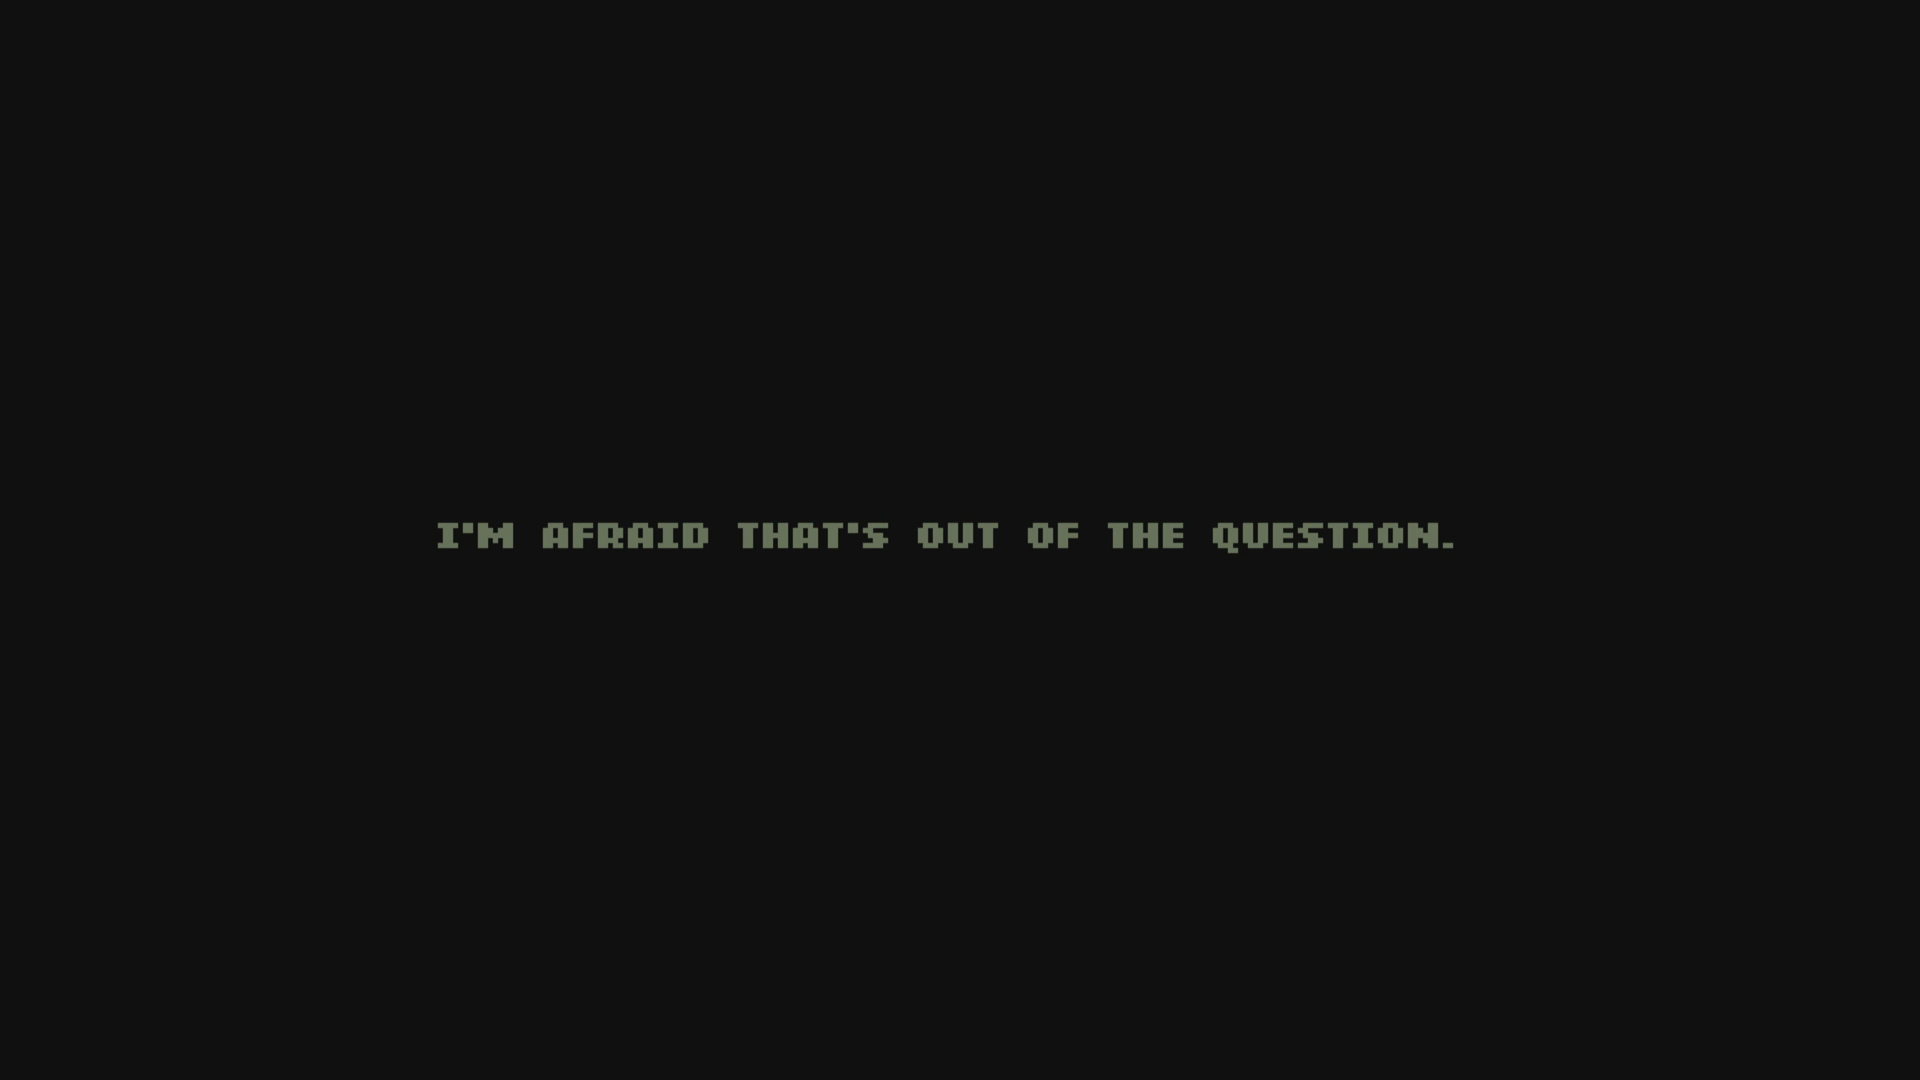 I'M AFRAID THAT'S OUT OF THE QUESTION.